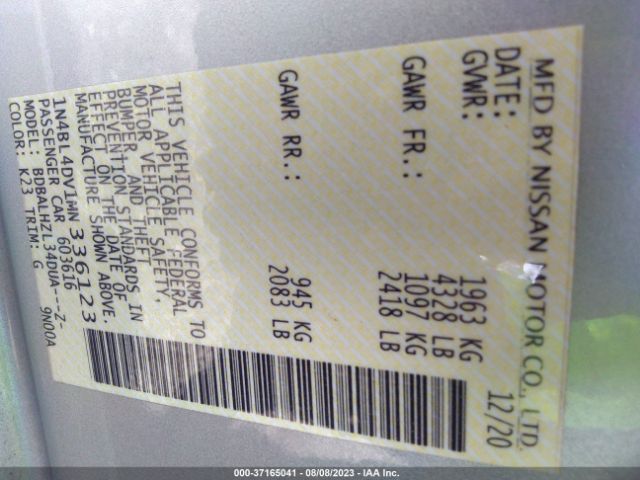 MFD BY NISSAN MOTOR CO., LTD.
DATE: 12/20
GVWR: 1963 KG
4328 LB
GAWR FR.: 1097 KG
2418 LB
GAWR RR.: 945 KG
2083 LB
THIS VEHICLE CONFORMS TO
ALL APPLICABLE FEDERAL
MOTOR VEHICLE SAFETY,
BUMPER AND THEFT
PREVENTION STANDARDS IN
EFFECT ON THE DATE OF
MANUFACTURE SHOWN ABOVE.
1N4BL4DV1MN336123
PASSENGER CAR 603616
MODEL: BDBALHZL34DUA---Z- 9N00A
COLOR: K23 TRIM: G
000-37165041 - 08/08/2023 - IAA Inc.